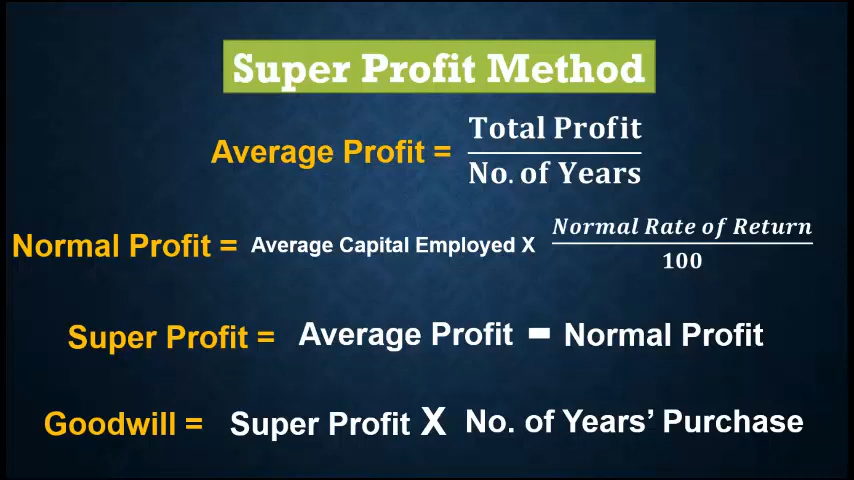 Super Profit Method
Average Profit = Total Profit
No. of Years
Normal Profit = Average Capital Employed X Normal Rate of Return
100
Super Profit = Average Profit - Normal Profit
Goodwill = Super Profit X No. of Years’ Purchase